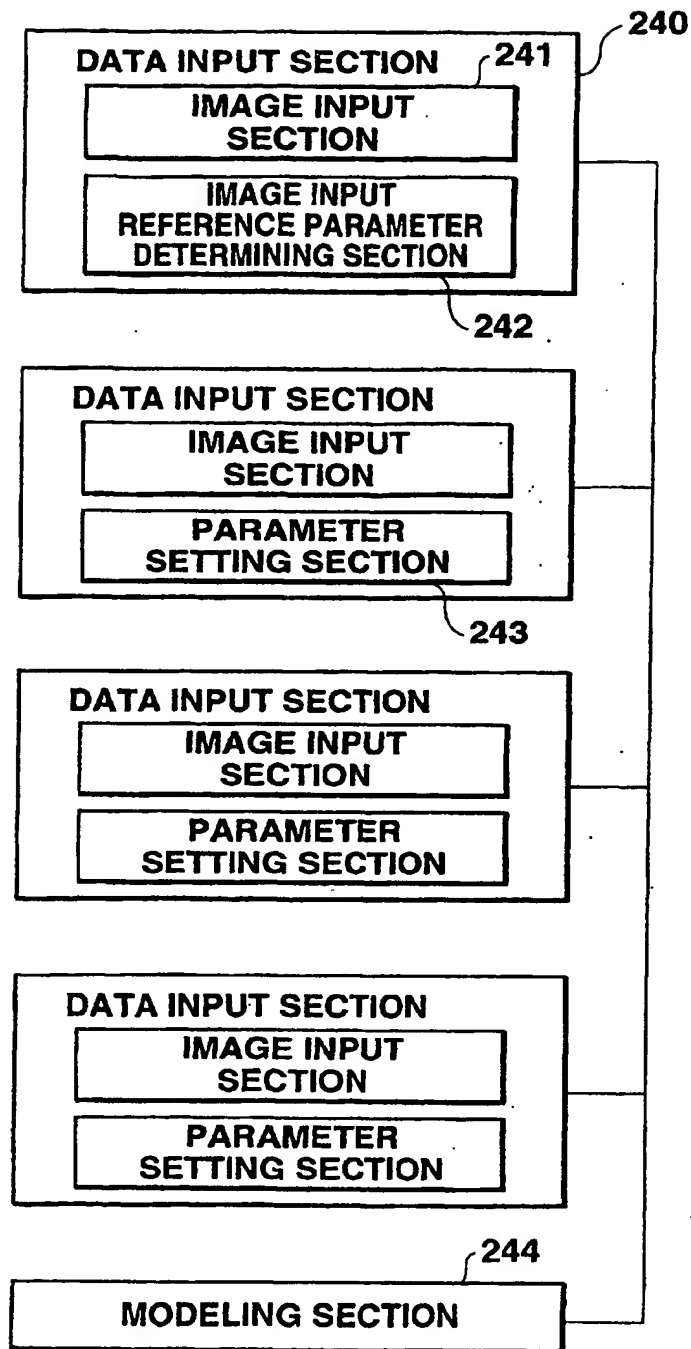 240
DATA INPUT SECTION
241
IMAGE INPUT
SECTION
IMAGE INPUT
REFERENCE PARAMETER
DETERMINING SECTION
242
DATA INPUT SECTION
IMAGE INPUT
SECTION
PARAMETER
SETTING SECTION
243
DATA INPUT SECTION
IMAGE INPUT
SECTION
PARAMETER
SETTING SECTION
DATA INPUT SECTION
IMAGE INPUT
SECTION
PARAMETER
SETTING SECTION
244
MODELING SECTION